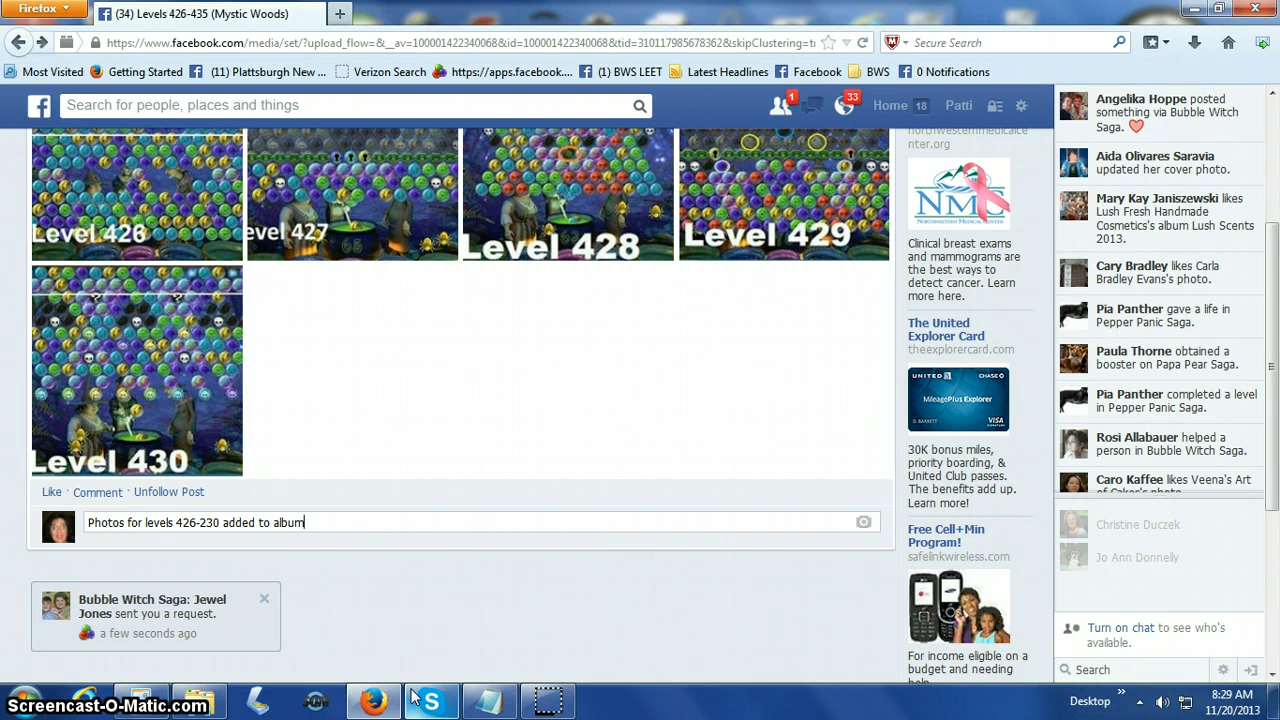 Firefox
(34) Levels 426-435 (Mystic Woods)
https://www.facebook.com/media/set/?upload_flow=&__av=100001422340068&id=100001422340068&tid=3101179856783628&skipClustering=t
Secure Search
Most Visited
Getting Started
(11) Plattsburgh New ...
Verizon Search
https://apps.facebook....
(1) BWS LEET
Latest Headlines
Facebook
BWS
0 Notifications
Search for people, places and things
1
33
Home 18
Patti
Level 426
Level 427
Level 428
Level 429
Level 430
Like · Comment · Unfollow Post
Photos for levels 426-230 added to album
Bubble Witch Saga: Jewel
Jones sent you a request.
a few seconds ago
northwesternmedicalce
nter.org
NMC
NORTHWESTERN MEDICAL CENTER
Clinical breast exams
and mammograms are
the best ways to
detect cancer. Learn
more here.
The United
Explorer Card
theexplorercard.com
UNITED
CHASE
MileagePlus Explorer
D. BARRETT
VISA
30K bonus miles,
priority boarding, &
United Club passes.
The benefits add up.
Learn more!
Free Cell+Min
Program!
safelinkwireless.com
For income eligible on a
budget and needing
help
Angelika Hoppe posted
something via Bubble Witch
Saga.
Aida Olivares Saravia
updated her cover photo.
Mary Kay Janiszewski likes
Lush Fresh Handmade
Cosmetics's album Lush Scents
2013.
Cary Bradley likes Carla
Bradley Evans's photo.
Pia Panther gave a life in
Pepper Panic Saga.
Paula Thorne obtained a
booster on Papa Pear Saga.
Pia Panther completed a level
in Pepper Panic Saga.
Rosi Allabauer helped a
person in Bubble Witch Saga.
Caro Kaffee likes Veena's Art
of Cakes's photo.
Christine Duczek
Jo Ann Donnelly
Turn on chat to see who's
available.
Search
Screencast-O-Matic.com
Desktop
8:29 AM
11/20/2013